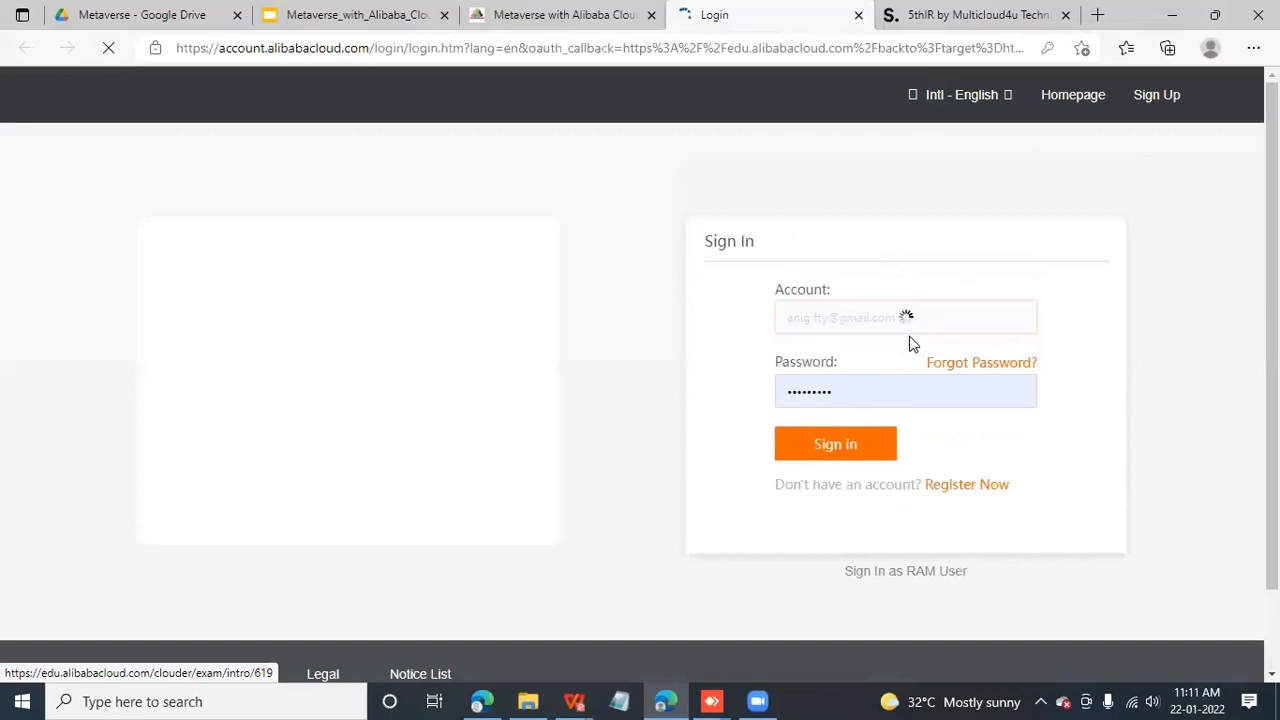 Metaverse - Google Drive
Metaverse_with_Alibaba_Clo
Metaverse with Alibaba Clou
Login
5thIR by Multicloud4u Techn
https://account.alibabacloud.com/login/login.htm?lang=en&oauth_callback=https%3A%2F%2Fedu.alibabacloud.com%2Fbackto%3Ftarget%3Dht...
Intl - English
Homepage
Sign Up
Sign In
Account:
anigifty@gmail.com
Password:
Forgot Password?
•••••••••
Sign in
Don't have an account? Register Now
Sign In as RAM User
https://edu.alibabacloud.com/clouder/exam/intro/619
Legal
Notice List
Type here to search
32°C Mostly sunny
11:11 AM
22-01-2022